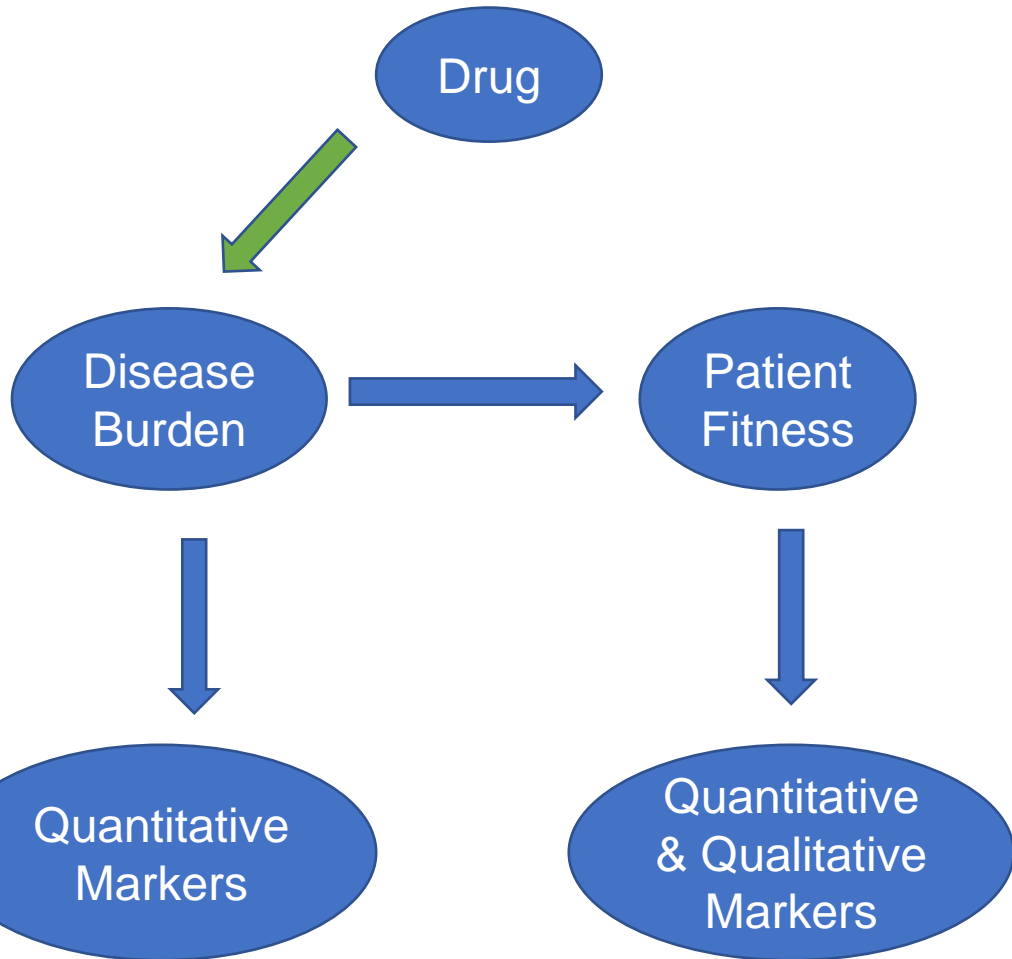 Drug
Disease
Burden
Patient
Fitness
Quantitative
Markers
Quantitative
& Qualitative
Markers